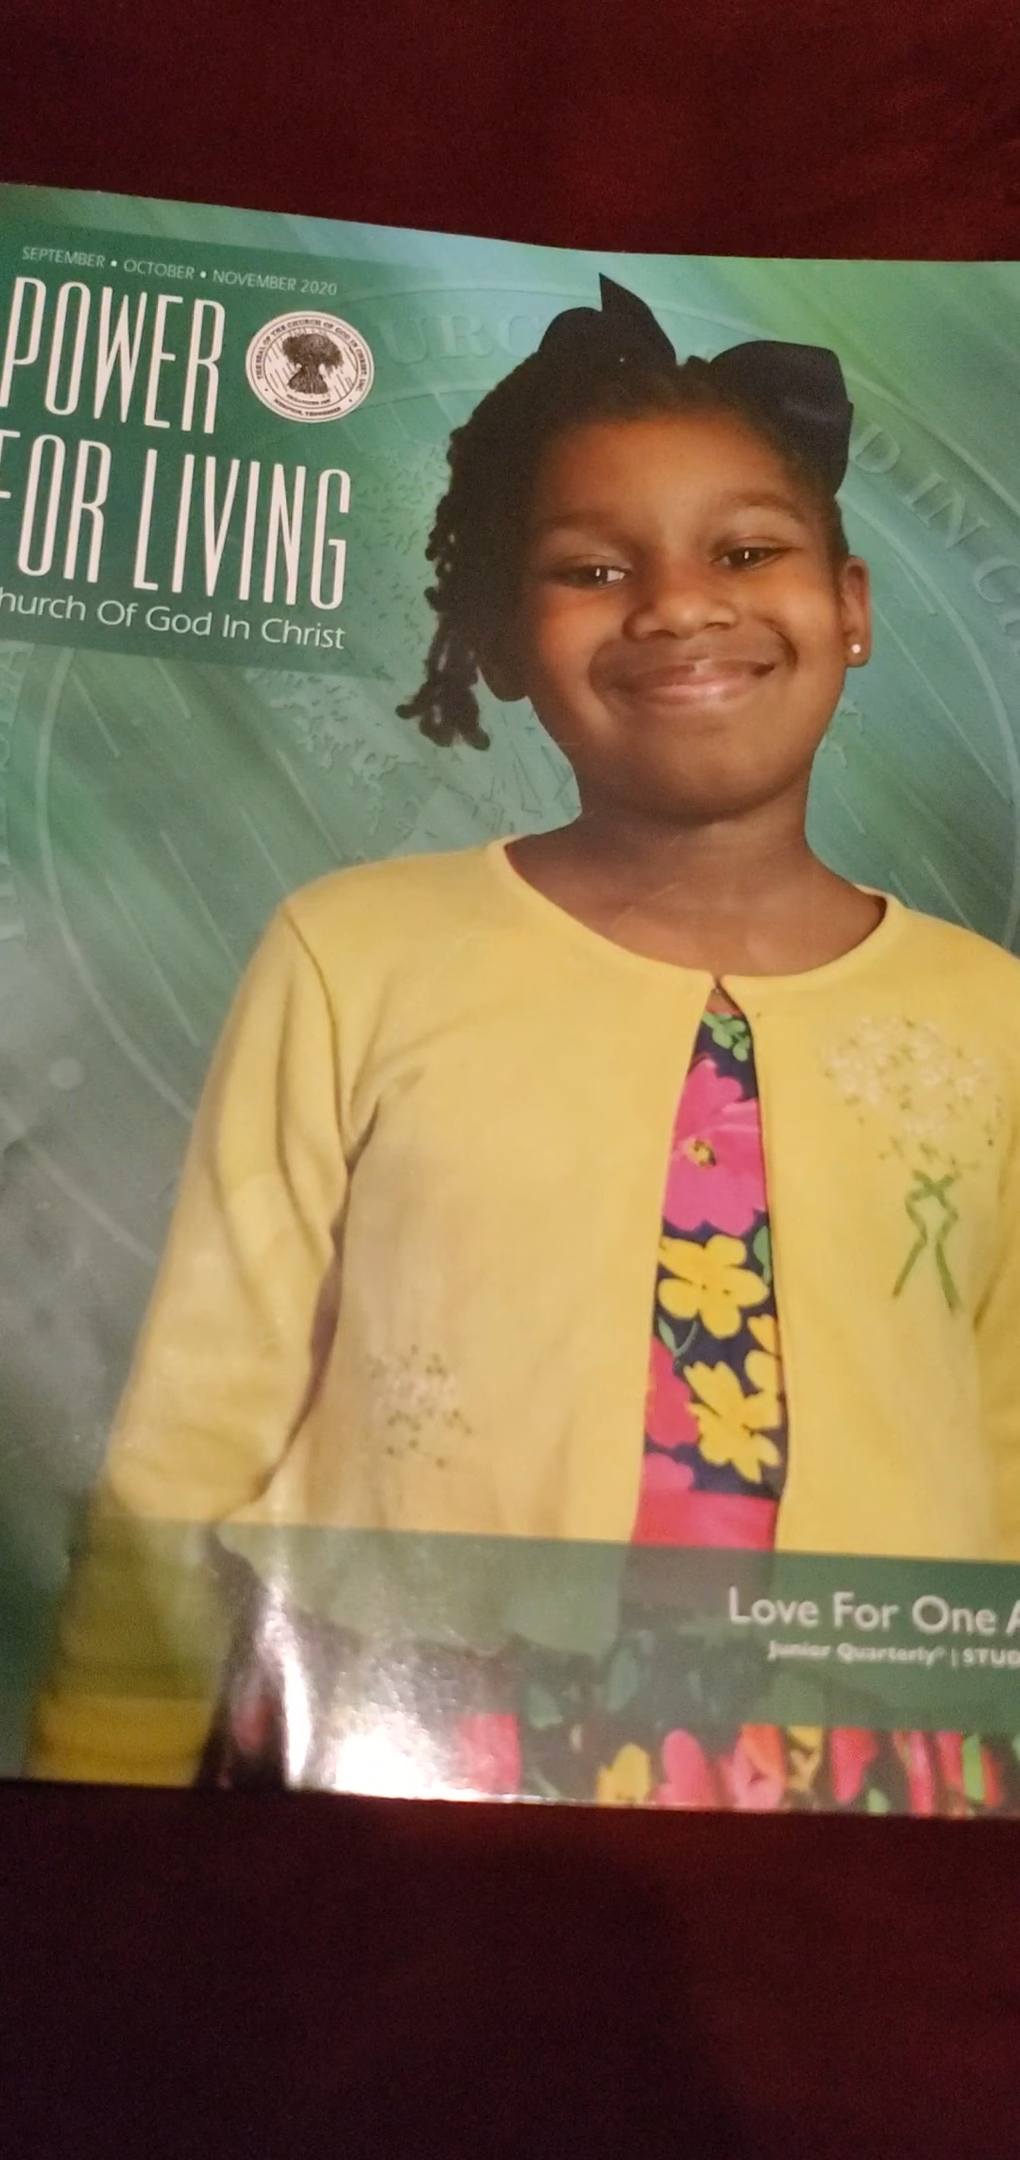 SEPTEMBER • OCTOBER • NOVEMBER 2020
POWER
FOR LIVING
hurch Of God In Christ
Love For One A
Junior Quarterly® | STUD